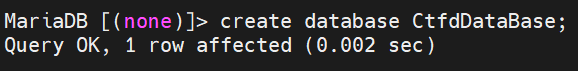 MariaDB [(none)]> create database CtfdDataBase;
Query OK, 1 row affected (0.002 sec)